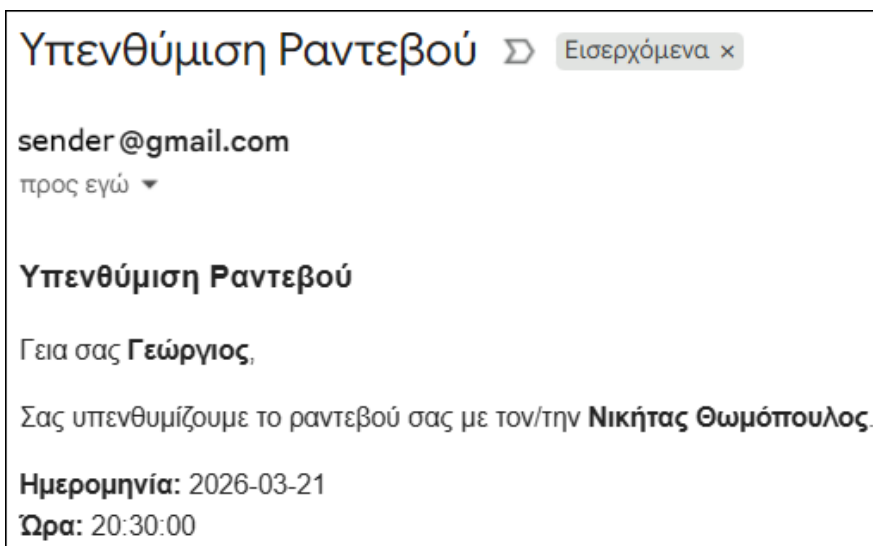 Υπενθύμιση Ραντεβού Εισερχόμενα ×
sender@gmail.com
προς εγώ
Υπενθύμιση Ραντεβού
Γεια σας Γεώργιος,
Σας υπενθυμίζουμε το ραντεβού σας με τον/την Νικήτας Θωμόπουλος.
Ημερομηνία: 2026-03-21
Ώρα: 20:30:00